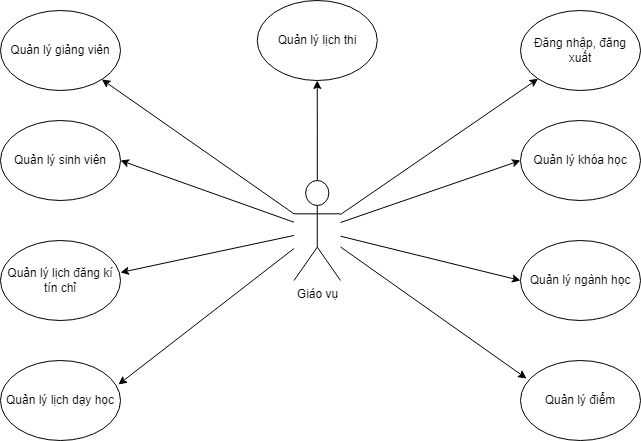 Quản lý lịch thi
Quản lý giảng viên
Đăng nhập, đăng
xuất
Quản lý sinh viên
Quản lý khóa học
Quản lý lịch đăng kí
tín chỉ
Quản lý ngành học
Giáo vụ
Quản lý lịch dạy học
Quản lý điểm